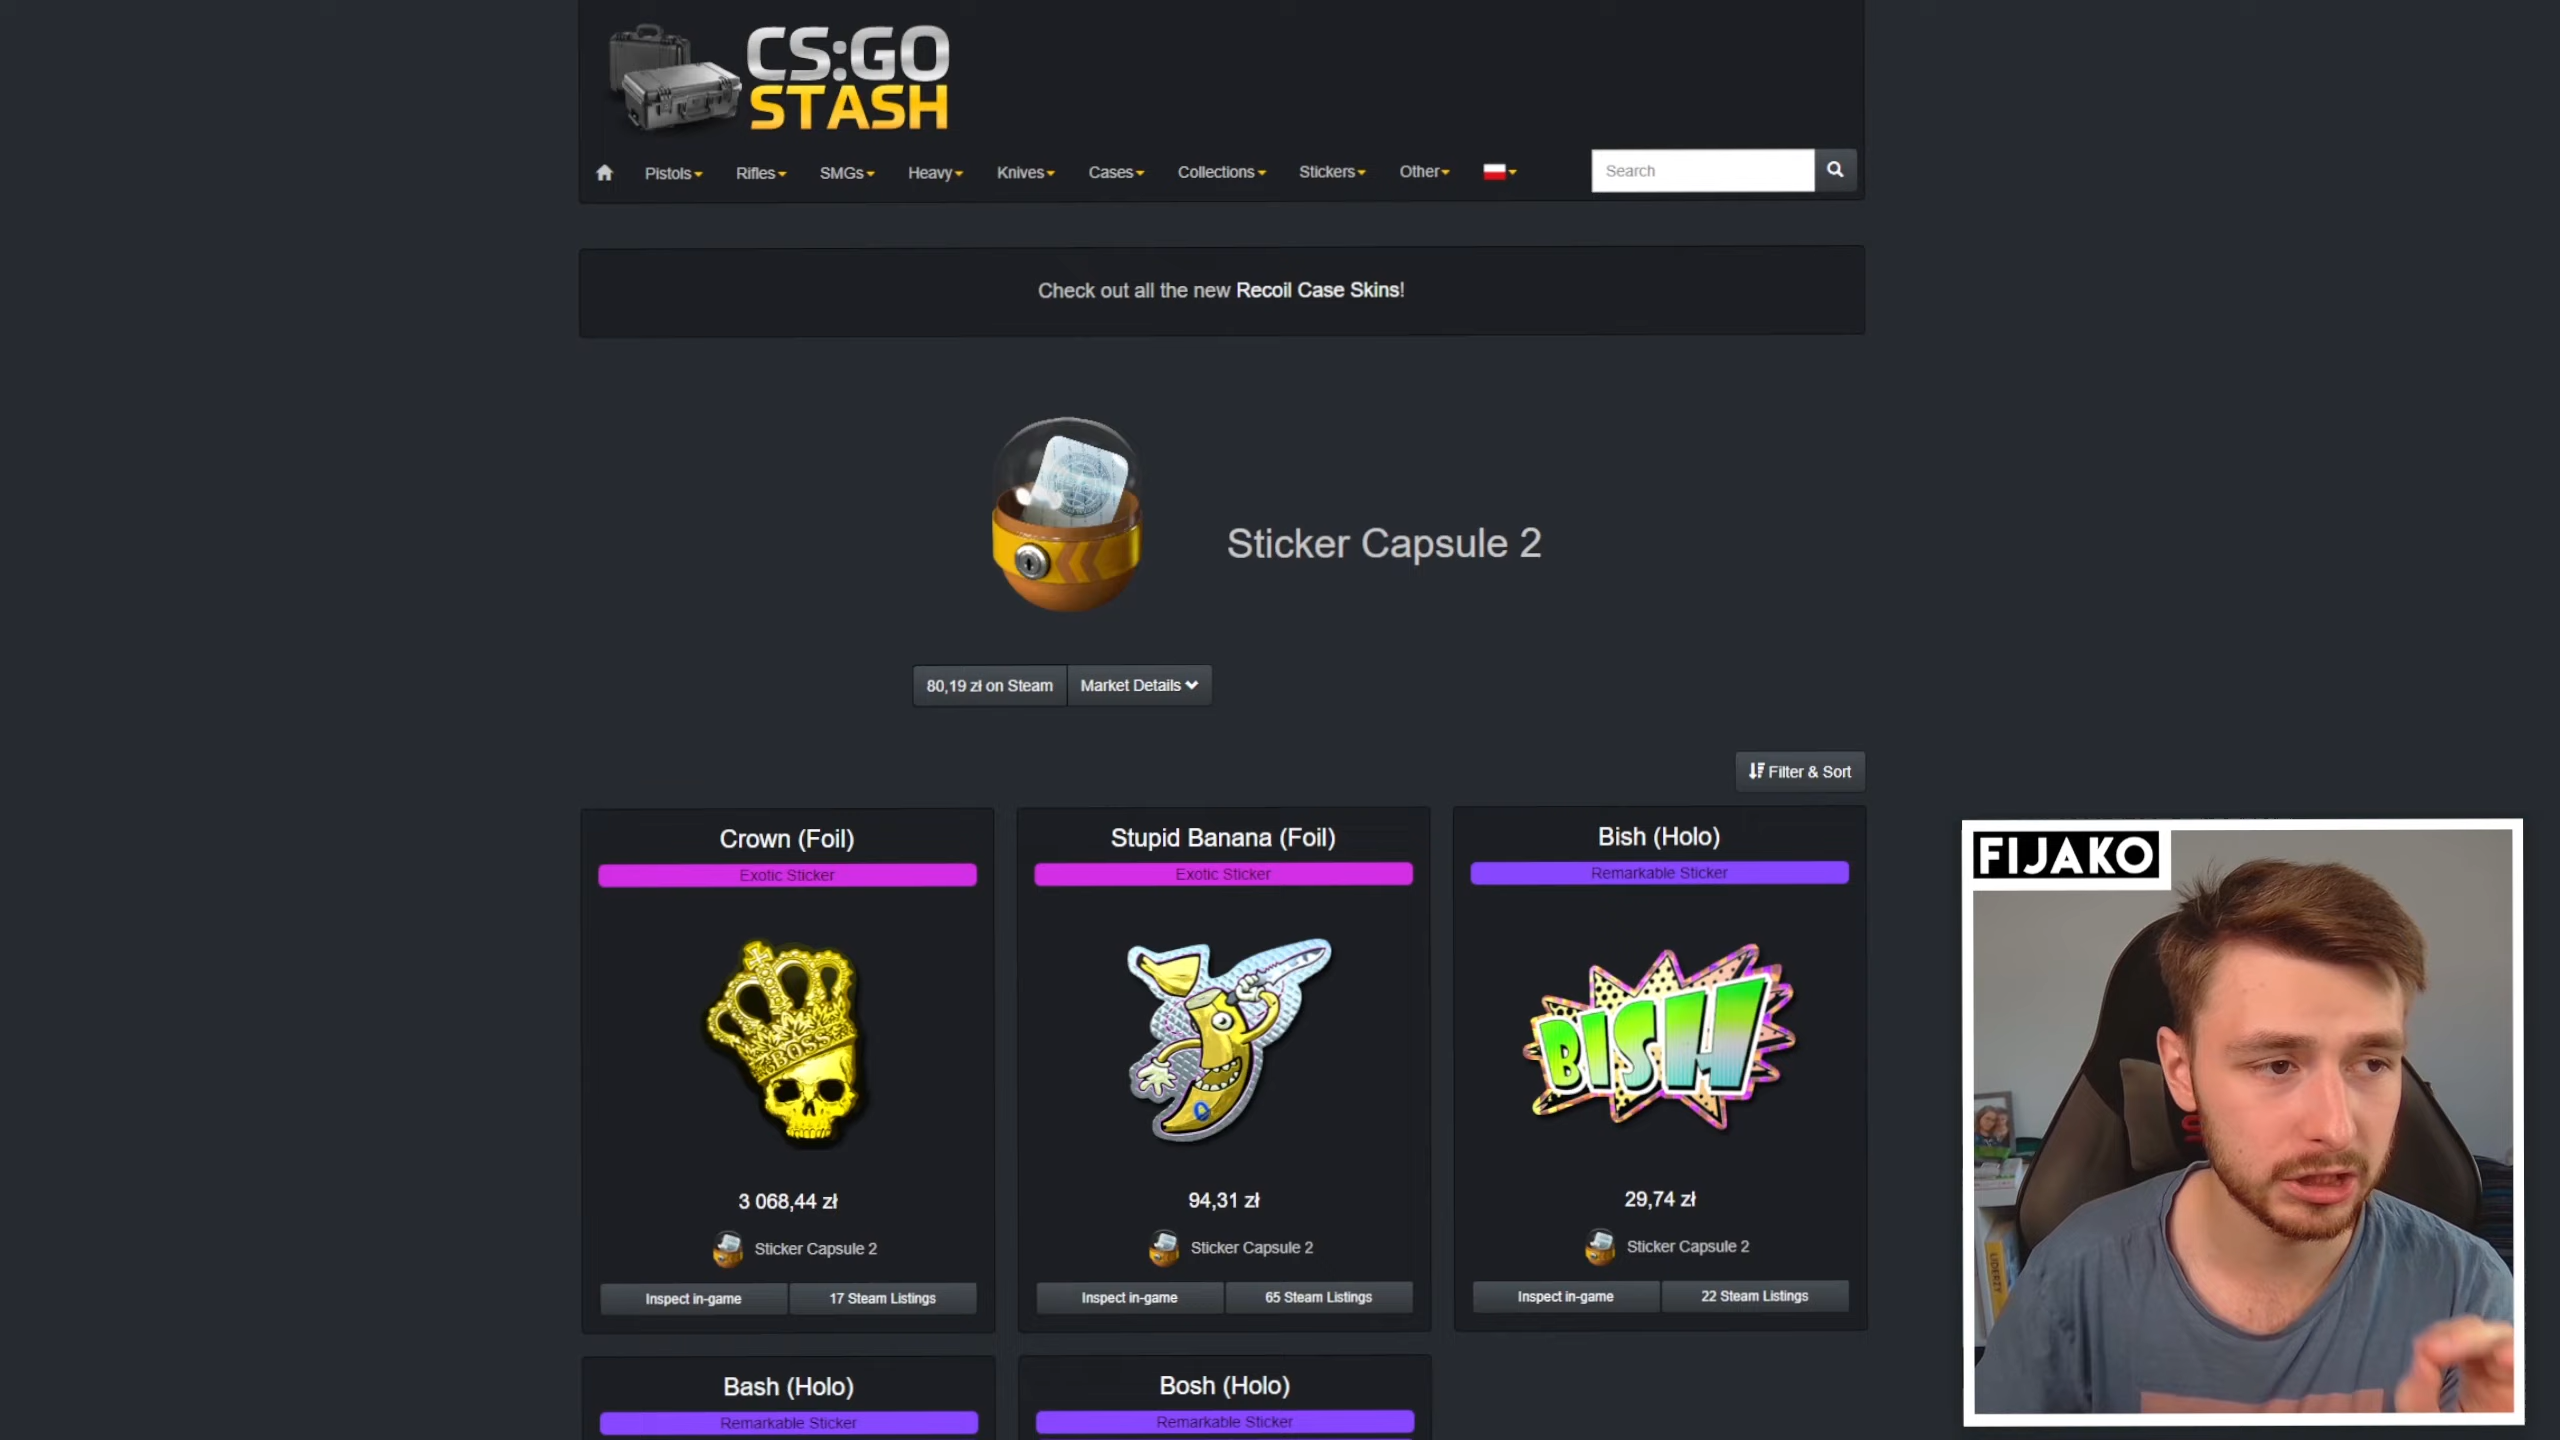 CS:GO
STASH
Pistols Rifles SMGs Heavy Knives Cases Collections Stickers Other Search
Check out all the new Recoil Case Skins!
Sticker Capsule 2
80,19 zł on Steam Market Details
Filter & Sort
Crown (Foil)
Exotic Sticker
BOSS
3 068,44 zł
Sticker Capsule 2
Inspect in-game 17 Steam Listings
Stupid Banana (Foil)
Exotic Sticker
94,31 zł
Sticker Capsule 2
Inspect in-game 65 Steam Listings
Bish (Holo)
Remarkable Sticker
BISH
29,74 zł
Sticker Capsule 2
Inspect in-game 22 Steam Listings
Bash (Holo)
Remarkable Sticker
Bosh (Holo)
Remarkable Sticker
FIJAKO
LIDERZY